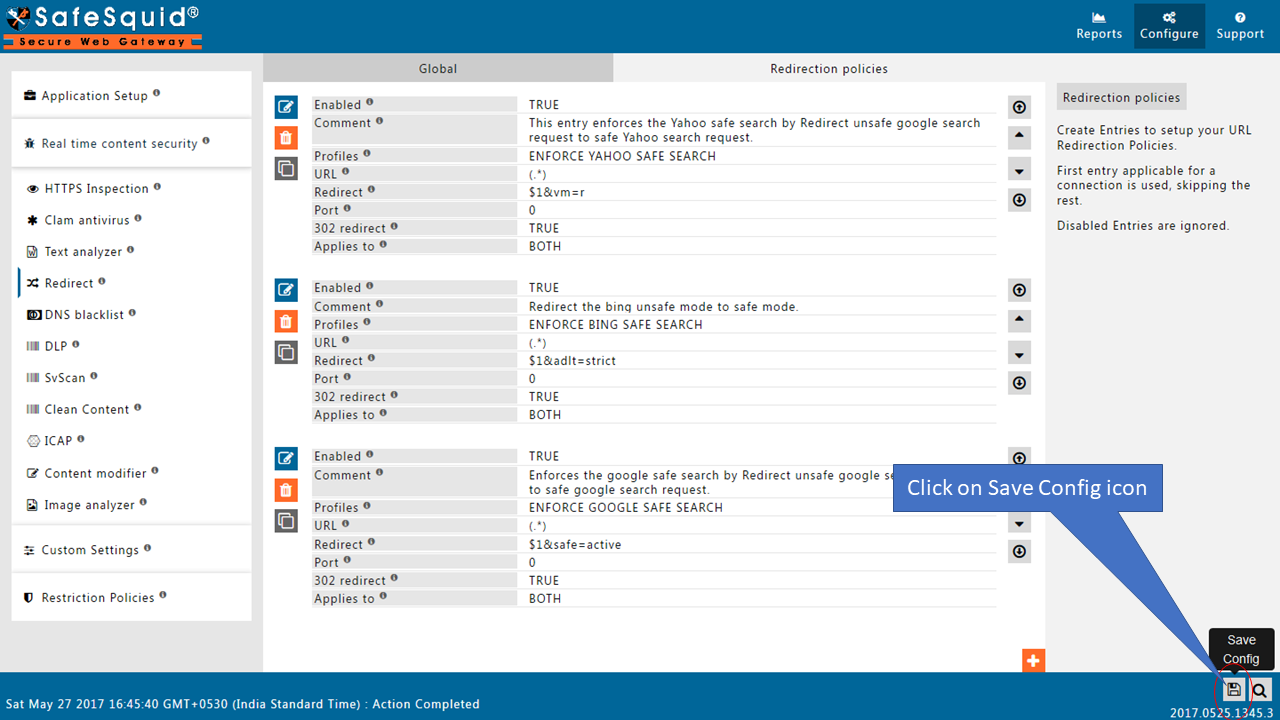 SafeSquid®
Secure Web Gateway
Reports
Configure
Support
Global
Redirection policies
Application Setup
Real time content security
HTTPS Inspection
Clam antivirus
Text analyzer
Redirect
DNS blacklist
DLP
SvScan
Clean Content
ICAP
Content modifier
Image analyzer
Custom Settings
Restriction Policies
Enabled TRUE
Comment This entry enforces the Yahoo safe search by Redirect unsafe google search
request to safe Yahoo search request.
Profiles ENFORCE YAHOO SAFE SEARCH
URL (.*)
Redirect $1&vm=r
Port 0
302 redirect TRUE
Applies to BOTH
Enabled TRUE
Comment Redirect the bing unsafe mode to safe mode.
Profiles ENFORCE BING SAFE SEARCH
URL (.*)
Redirect $1&adlt=strict
Port 0
302 redirect TRUE
Applies to BOTH
Enabled TRUE
Comment Enforces the google safe search by Redirect unsafe google
to safe google search request.
Profiles ENFORCE GOOGLE SAFE SEARCH
URL (.*)
Redirect $1&safe=active
Port 0
302 redirect TRUE
Applies to BOTH
Redirection policies
Create Entries to setup your URL
Redirection Policies.
First entry applicable for a
connection is used, skipping the
rest.
Disabled Entries are ignored.
Click on Save Config icon
Save
Config
Sat May 27 2017 16:45:40 GMT+0530 (India Standard Time) : Action Completed
2017.0525.1345.3